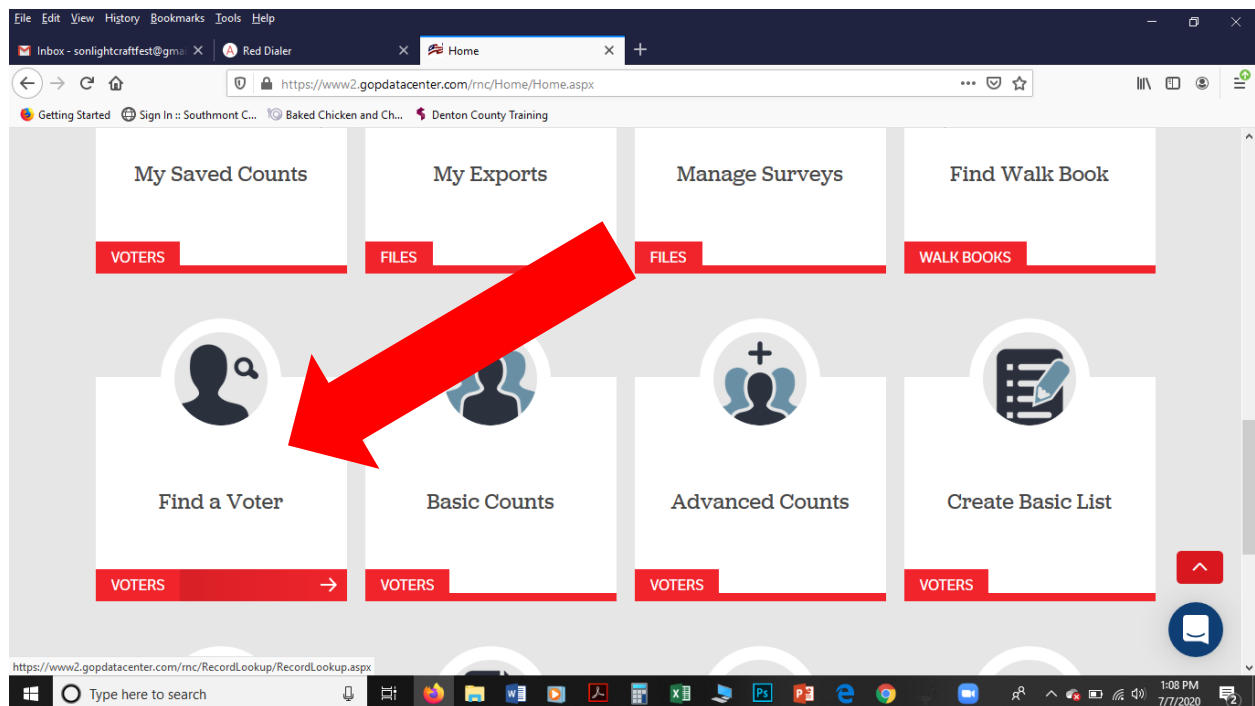 File Edit View History Bookmarks Tools Help
Inbox - sonlightcraftfest@gma
Red Dialer
Home
https://www2.gopdatacenter.com/rnc/Home/Home.aspx
Getting Started Sign In :: Southmont C... Baked Chicken and Ch... Denton County Training
My Saved Counts
My Exports
Manage Surveys
Find Walk Book
VOTERS
FILES
FILES
WALK BOOKS
Find a Voter
Basic Counts
Advanced Counts
Create Basic List
VOTERS
VOTERS
VOTERS
VOTERS
https://www2.gopdatacenter.com/rnc/RecordLookup/RecordLookup.aspx
Type here to search
Ps
1:08 PM
7/7/2020
2